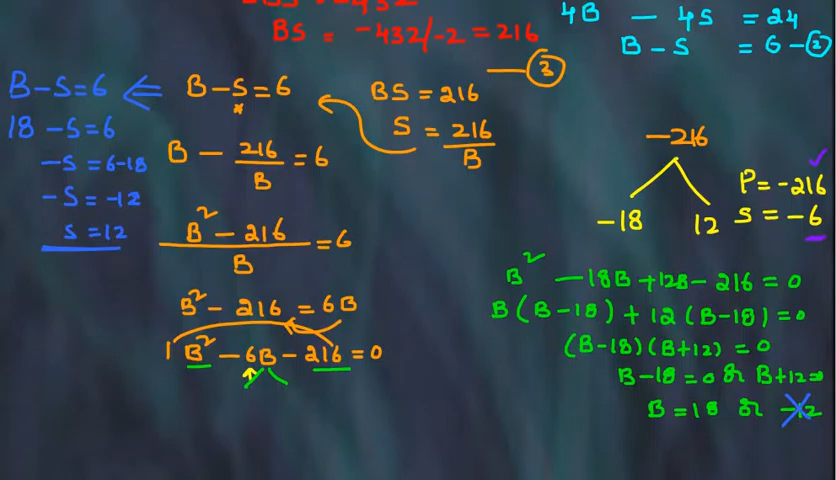 BS = -432/-2 = 216
4B - 4S = 24
B - S = 6 - ②
B - S = 6 ⇐
18 - S = 6
-S = 6-18
-S = -12
S = 12
B - S = 6
*
B - 216/B = 6
B² - 216 / B = 6
B² - 216 = 6B
1 B² - 6B - 216 = 0
BS = 216 - ③
S = 216/B
-216
-18 12
P = -216
S = -6
B² - 18B + 12B - 216 = 0
B(B-18) + 12(B-18) = 0
(B-18)(B+12) = 0
B-18 = 0 or B+12=
B = 18 or -12